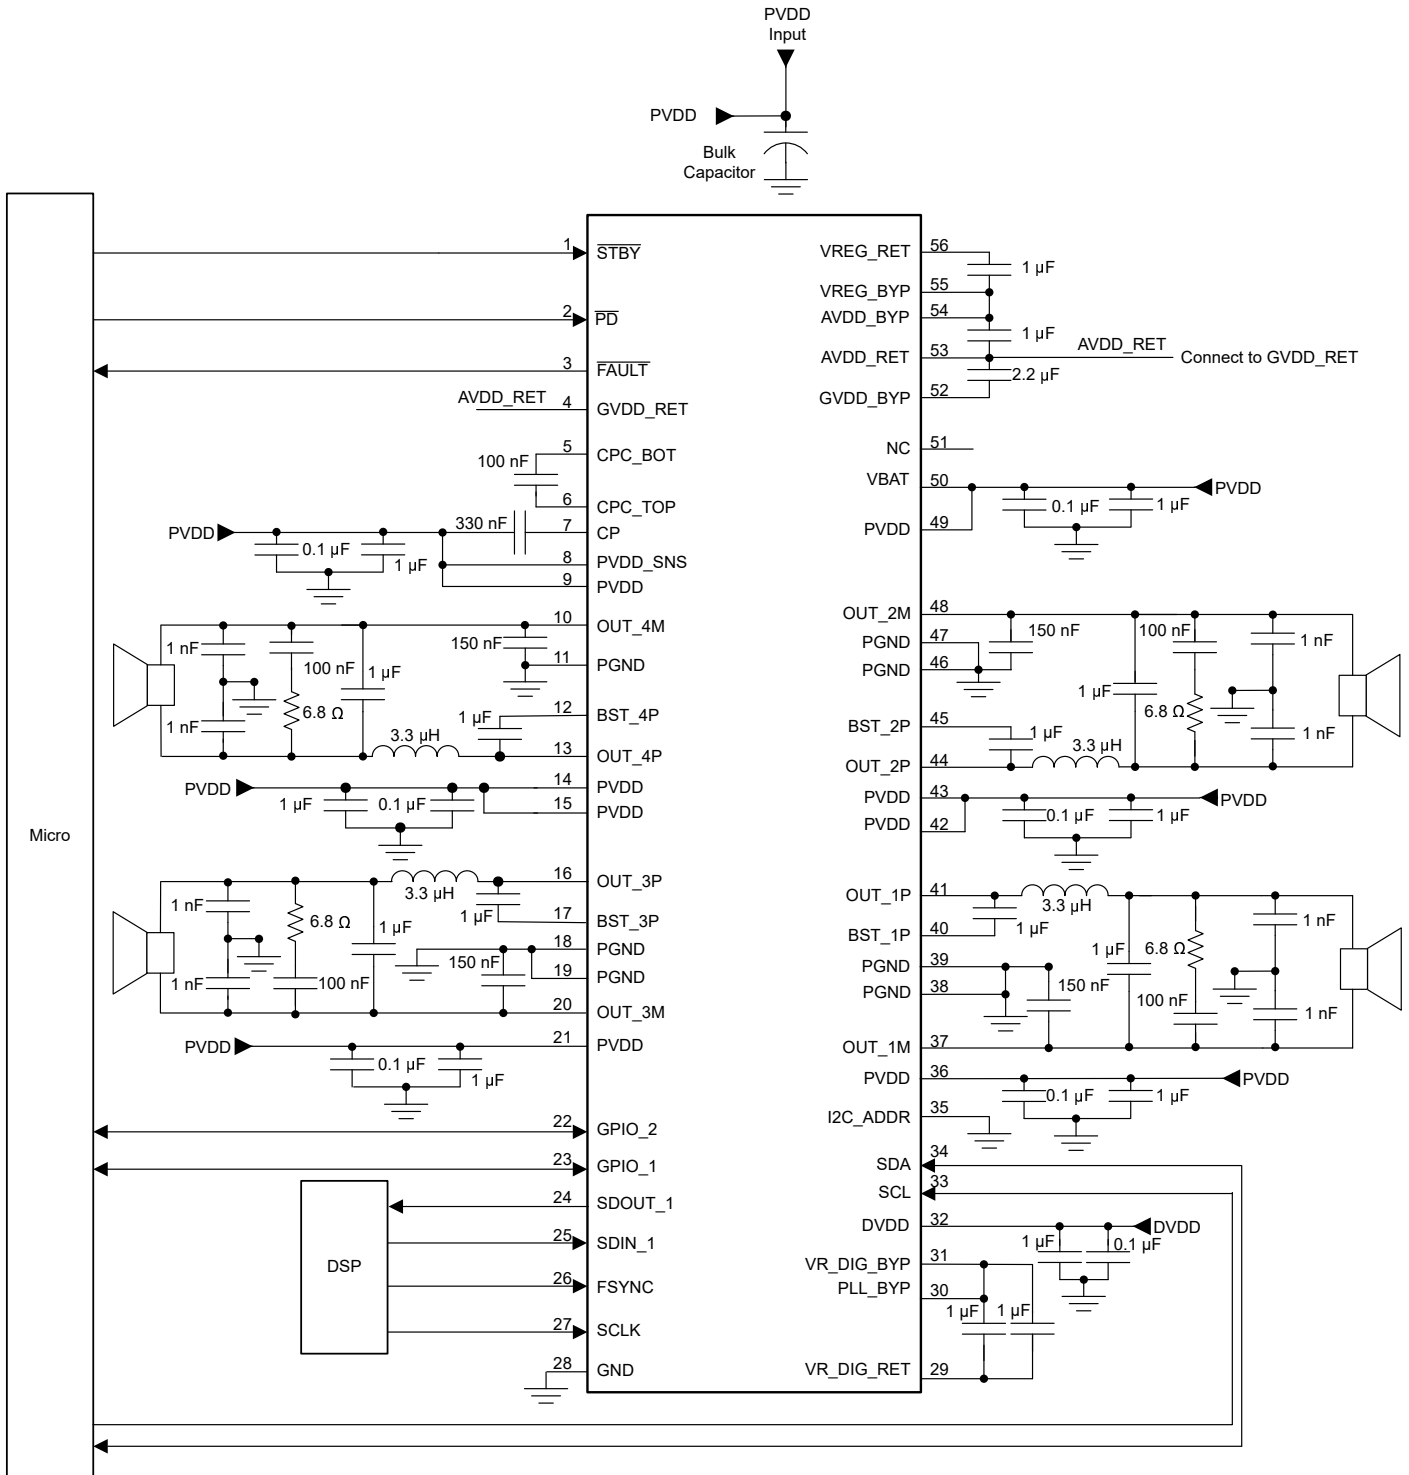 PVDD
Input
PVDD
Bulk
Capacitor
Micro
1 STBY
2 PD
3 FAULT
AVDD_RET
4 GVDD_RET
5 CPC_BOT
100 nF
6 CPC_TOP
PVDD
330 nF
7 CP
0.1 µF
1 µF
8 PVDD_SNS
9 PVDD
10 OUT_4M
1 nF
100 nF
1 µF
150 nF
11 PGND
6.8 Ω
1 nF
1 µF
12 BST_4P
3.3 µH
13 OUT_4P
PVDD
14 PVDD
1 µF
0.1 µF
15 PVDD
16 OUT_3P
3.3 µH
1 nF
6.8 Ω
1 µF
1 µF
17 BST_3P
18 PGND
150 nF
1 nF
100 nF
19 PGND
20 OUT_3M
PVDD
21 PVDD
0.1 µF
1 µF
22 GPIO_2
23 GPIO_1
DSP
24 SDOUT_1
25 SDIN_1
26 FSYNC
27 SCLK
28 GND
VREG_RET 56
1 µF
VREG_BYP 55
AVDD_BYP 54
1 µF
AVDD_RET 53
AVDD_RET
Connect to GVDD_RET
2.2 µF
GVDD_BYP 52
NC 51
VBAT 50
PVDD
0.1 µF
1 µF
PVDD 49
OUT_2M 48
150 nF
100 nF
1 nF
PGND 47
PGND 46
1 µF
6.8 Ω
BST_2P 45
1 µF
3.3 µH
1 nF
OUT_2P 44
PVDD 43
PVDD
0.1 µF
1 µF
PVDD 42
OUT_1P 41
3.3 µH
1 µF
BST_1P 40
1 µF
6.8 Ω
1 nF
PGND 39
150 nF
PGND 38
100 nF
1 nF
OUT_1M 37
PVDD 36
PVDD
0.1 µF
1 µF
I2C_ADDR 35
SDA 34
SCL 33
DVDD 32
DVDD
1 µF
0.1 µF
VR_DIG_BYP 31
PLL_BYP 30
1 µF
1 µF
VR_DIG_RET 29